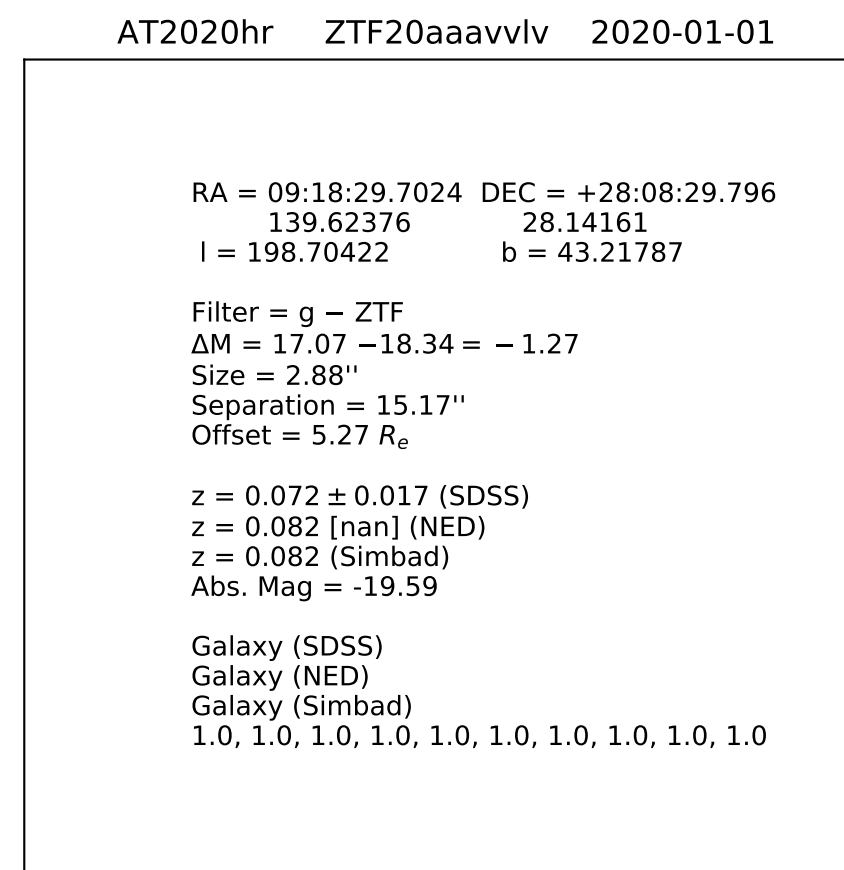 AT2020hr ZTF20aaavvlv 2020-01-01
RA = 09:18:29.7024 DEC = +28:08:29.796
139.62376 28.14161
l = 198.70422 b = 43.21787
Filter = g − ZTF
ΔM = 17.07 −18.34 = − 1.27
Size = 2.88''
Separation = 15.17''
Offset = 5.27 Re
z = 0.072 ± 0.017 (SDSS)
z = 0.082 [nan] (NED)
z = 0.082 (Simbad)
Abs. Mag = -19.59
Galaxy (SDSS)
Galaxy (NED)
Galaxy (Simbad)
1.0, 1.0, 1.0, 1.0, 1.0, 1.0, 1.0, 1.0, 1.0, 1.0